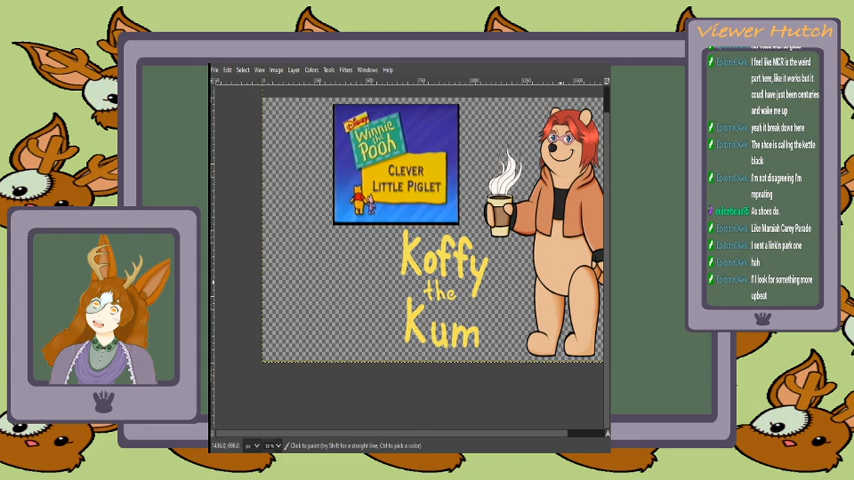 Viewer Hutch
I feel like MCR is the weird
part here, like it works but it
coud have just been centuries
and wake me up
yeah it break down here
The shoe is calling the kettle
black
I'm not disagreeing I'm
repeating
As shoes do.
Like Mariah Carey Parade
I sent a linkin park one
hah
I'll look for something more
upbeat
File Edit Select View Image Layer Colors Tools Filters Windows Help
Disney
Winnie
the
Pooh
CLEVER
LITTLE PIGLET
Koffy
the
Kum
px
Click to paint (try Shift for a straight line, Ctrl to pick a color)